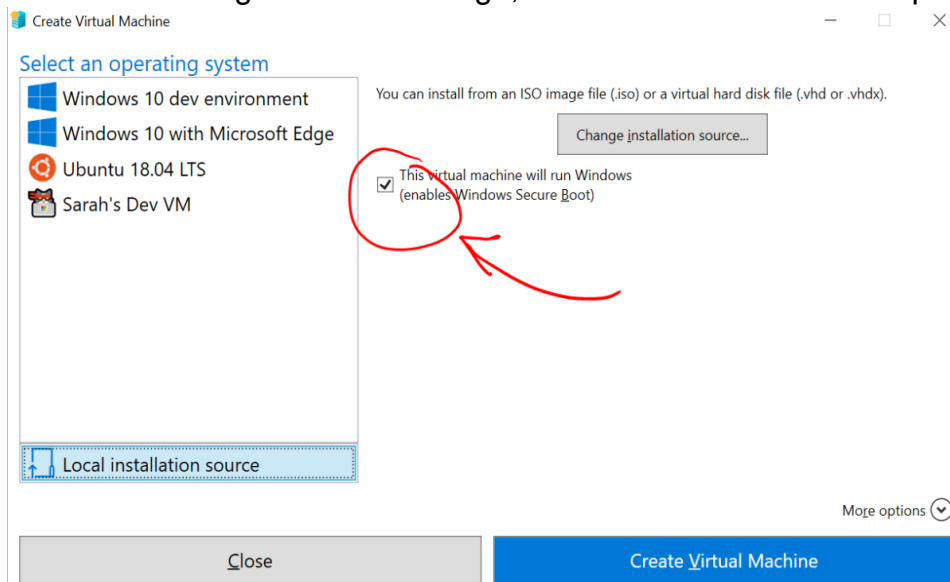 Create Virtual Machine
Select an operating system
Windows 10 dev environment
Windows 10 with Microsoft Edge
Ubuntu 18.04 LTS
Sarah's Dev VM
Local installation source
You can install from an ISO image file (.iso) or a virtual hard disk file (.vhd or .vhdx).
Change installation source...
This virtual machine will run Windows
(enables Windows Secure Boot)
More options
Close
Create Virtual Machine